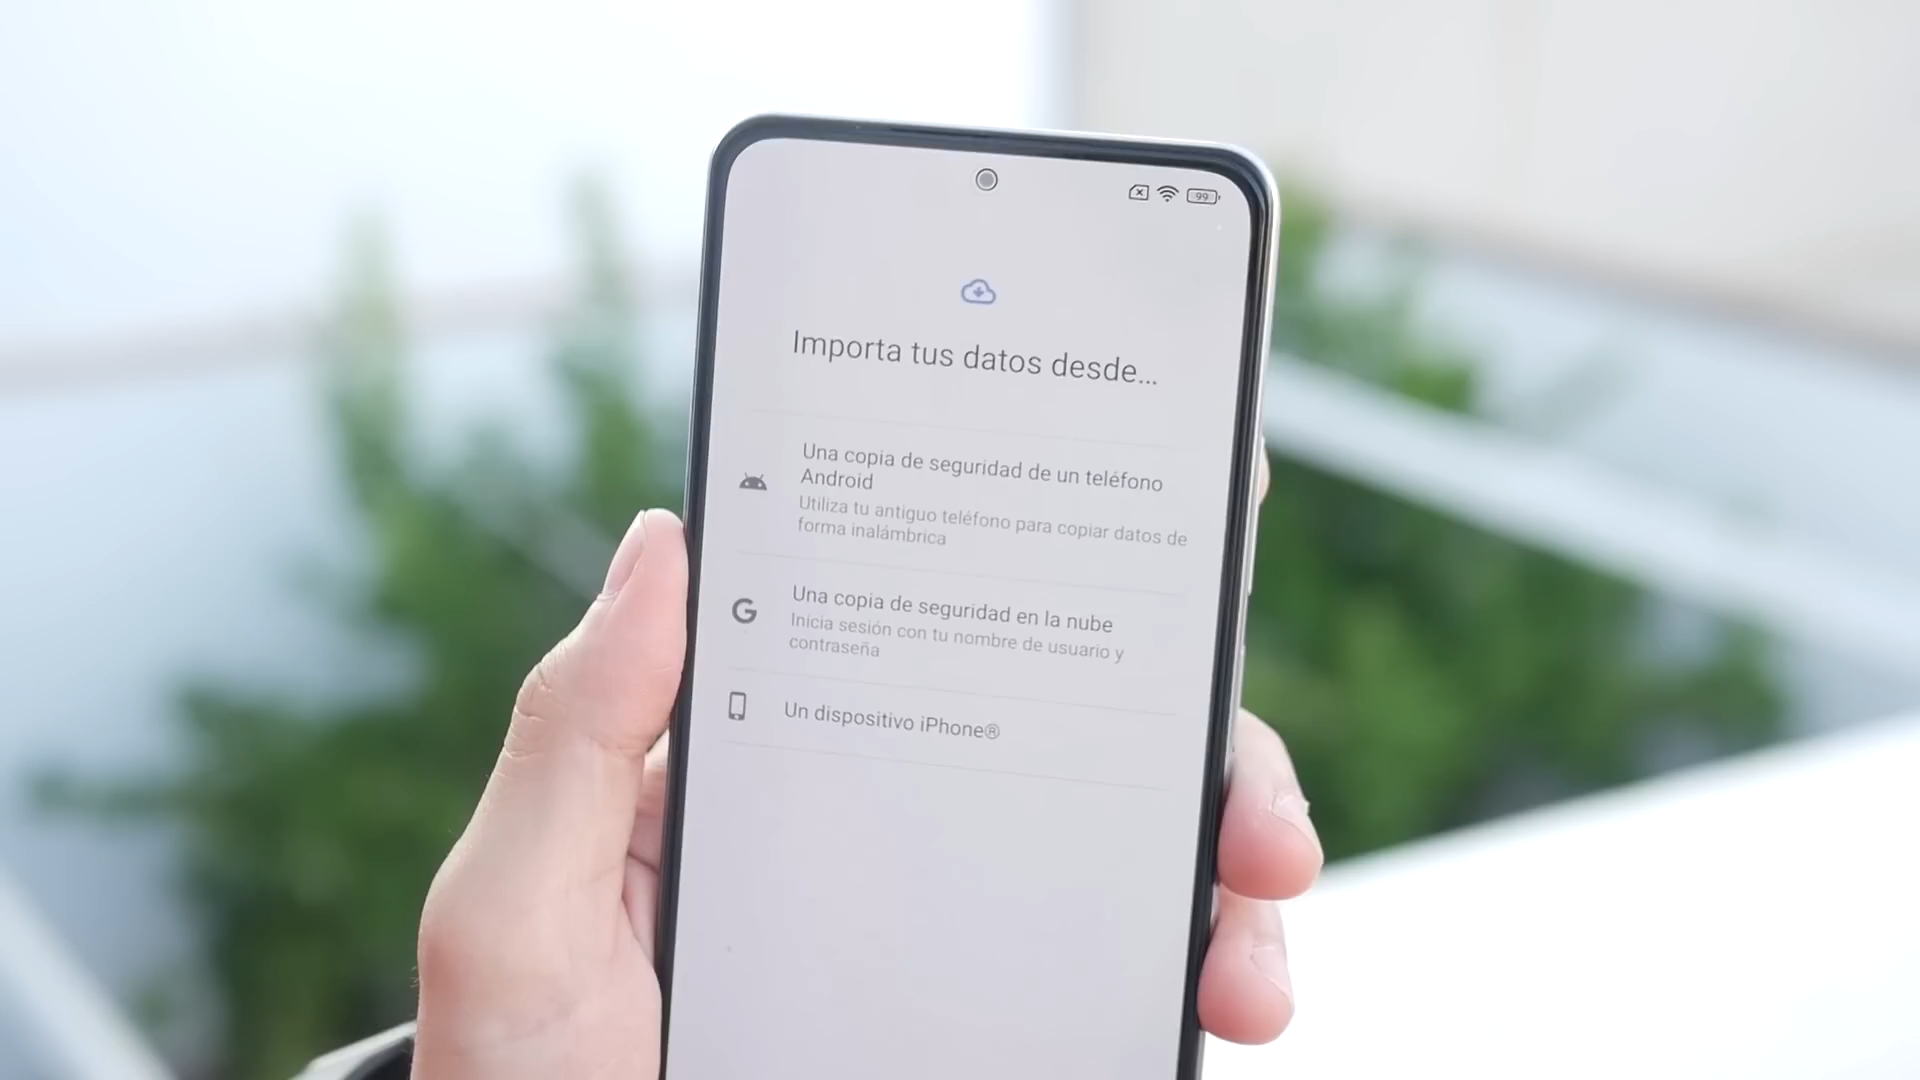 99
Importa tus datos desde...
Una copia de seguridad de un teléfono
Android
Utiliza tu antiguo teléfono para copiar datos de
forma inalámbrica
G
Una copia de seguridad en la nube
Inicia sesión con tu nombre de usuario y
contraseña
Un dispositivo iPhone®